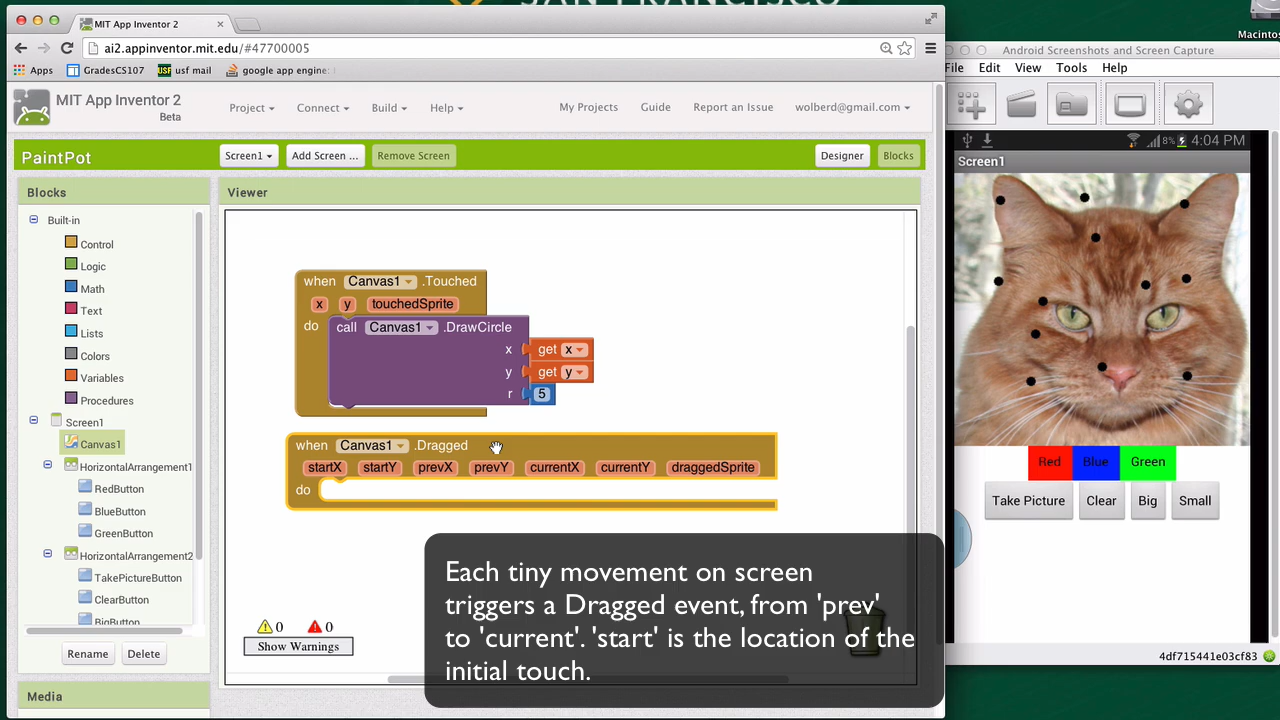 SAN FRANCISCO
MIT App Inventor 2
ai2.appinventor.mit.edu/#47700005
Apps
GradesCS107
USF usf mail
google app engine:
MIT App Inventor 2
Beta
Project
Connect
Build
Help
My Projects
Guide
Report an Issue
wolberd@gmail.com
PaintPot
Screen1
Add Screen ...
Remove Screen
Designer
Blocks
Blocks
Built-in
Control
Logic
Math
Text
Lists
Colors
Variables
Procedures
Screen1
Canvas1
HorizontalArrangement1
RedButton
BlueButton
GreenButton
HorizontalArrangement2
TakePictureButton
ClearButton
BigButton
Rename
Delete
Media
Viewer
when Canvas1 .Touched
x y touchedSprite
do call Canvas1 .DrawCircle
x get x
y get y
r 5
when Canvas1 .Dragged
startX startY prevX prevY currentX currentY draggedSprite
do
0 0
Show Warnings
Each tiny movement on screen
triggers a Dragged event, from 'prev'
to 'current'. 'start' is the location of the
initial touch.
Macintos
Android Screenshots and Screen Capture
File Edit View Tools Help
8% 4:04 PM
Screen1
Red Blue Green
Take Picture Clear Big Small
4df715441e03cf83